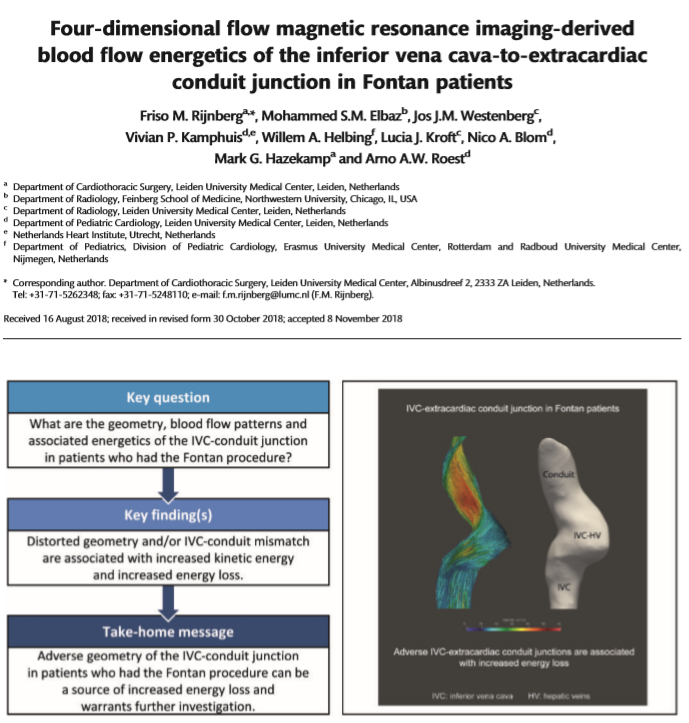 Four-dimensional flow magnetic resonance imaging-derived
blood flow energetics of the inferior vena cava-to-extracardiac
conduit junction in Fontan patients
Friso M. Rijnberga,*, Mohammed S.M. Elbazb, Jos J.M. Westenbergc,
Vivian P. Kamphuisd,e, Willem A. Helbingf, Lucia J. Kroftc, Nico A. Blomd,
Mark G. Hazekampa and Arno A.W. Roestd
a Department of Cardiothoracic Surgery, Leiden University Medical Center, Leiden, Netherlands
b Department of Radiology, Feinberg School of Medicine, Northwestern University, Chicago, IL, USA
c Department of Radiology, Leiden University Medical Center, Leiden, Netherlands
d Department of Pediatric Cardiology, Leiden University Medical Center, Leiden, Netherlands
e Netherlands Heart Institute, Utrecht, Netherlands
f Department of Pediatrics, Division of Pediatric Cardiology, Erasmus University Medical Center, Rotterdam and Radboud University Medical Center,
Nijmegen, Netherlands
* Corresponding author. Department of Cardiothoracic Surgery, Leiden University Medical Center, Albinusdreef 2, 2333 ZA Leiden, Netherlands.
Tel: +31-71-5262348; fax: +31-71-5248110; e-mail: f.m.rijnberg@lumc.nl (F.M. Rijnberg).
Received 16 August 2018; received in revised form 30 October 2018; accepted 8 November 2018
Key question
What are the geometry, blood flow patterns and
associated energetics of the IVC-conduit junction
in patients who had the Fontan procedure?
Key finding(s)
Distorted geometry and/or IVC-conduit mismatch
are associated with increased kinetic energy
and increased energy loss.
Take-home message
Adverse geometry of the IVC-conduit junction
in patients who had the Fontan procedure can be
a source of increased energy loss and
warrants further investigation.
IVC-extracardiac conduit junction in Fontan patients
Conduit
IVC-HV
IVC
Adverse IVC-extracardiac conduit junctions are associated
with increased energy loss
IVC: inferior vena cava HV: hepatic veins